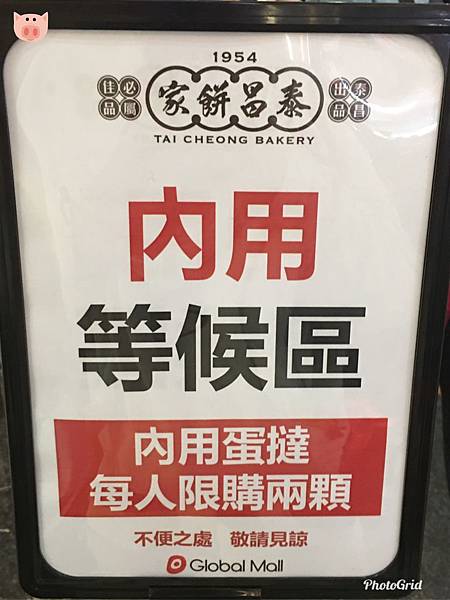 1954
佳品 必屬 家餅昌泰 出品 泰昌
TAI CHEONG BAKERY
內用
等候區
內用蛋撻
每人限購兩顆
不便之處 敬請見諒
Global Mall
PhotoGrid